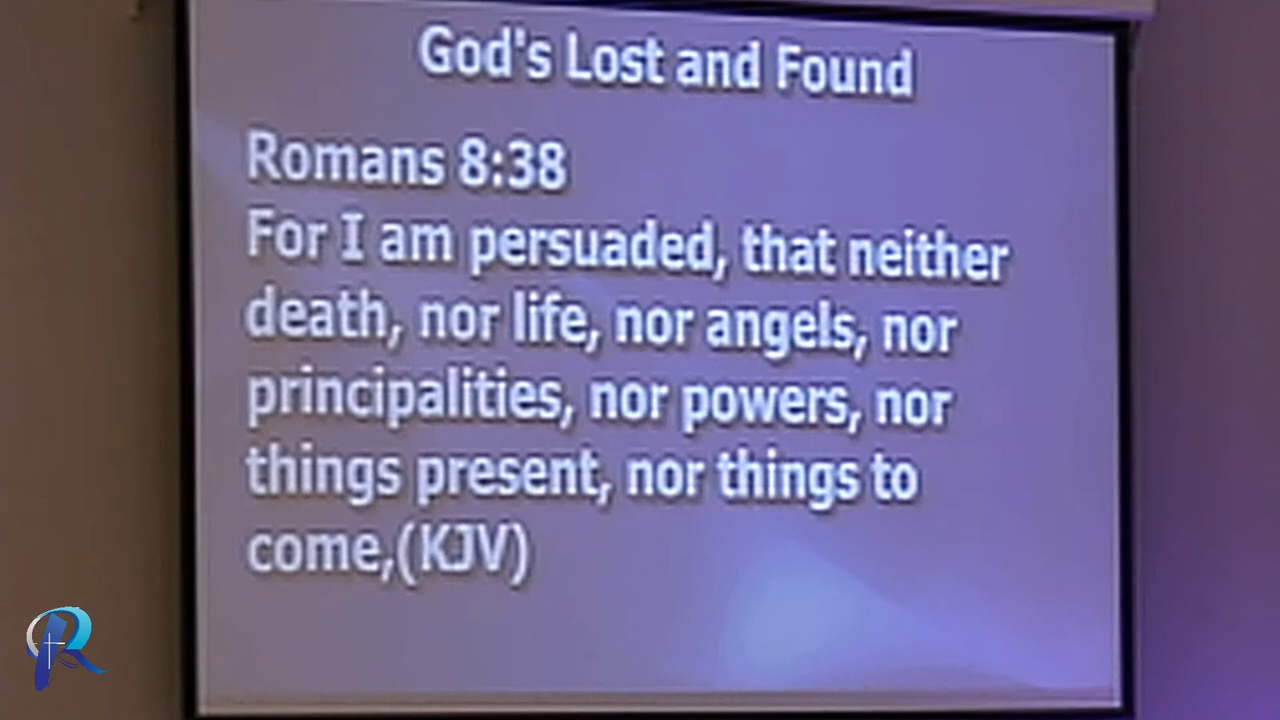 God's Lost and Found
Romans 8:38
For I am persuaded, that neither
death, nor life, nor angels, nor
principalities, nor powers, nor
things present, nor things to
come,(KJV)
R